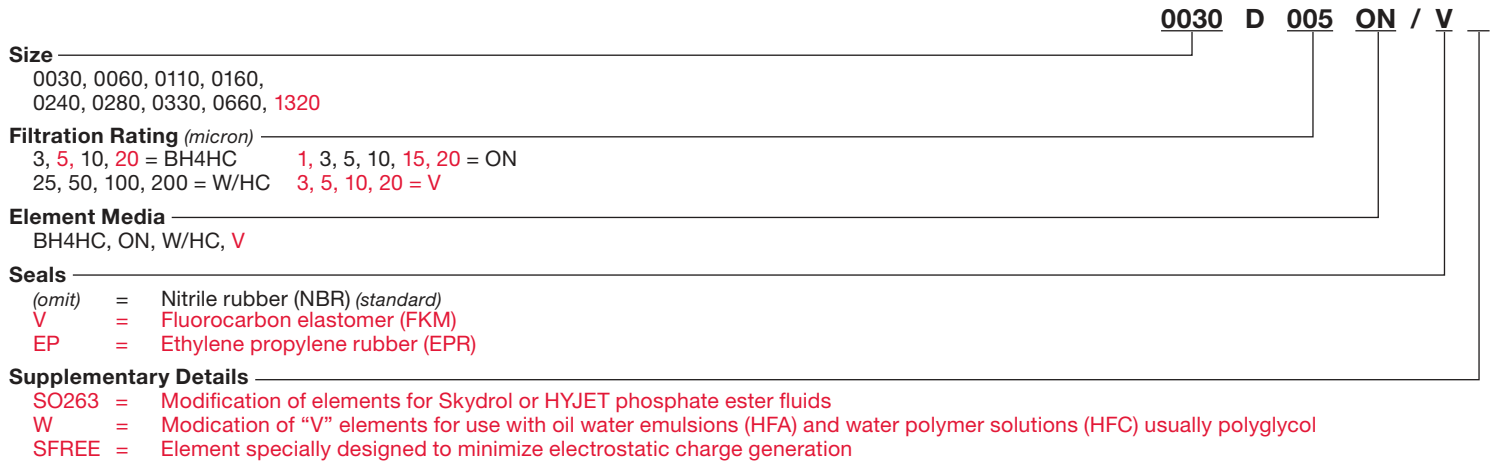 0030 D 005 ON / V _
Size
0030, 0060, 0110, 0160,
0240, 0280, 0330, 0660, 1320
Filtration Rating (micron)
3, 5, 10, 20 = BH4HC 1, 3, 5, 10, 15, 20 = ON
25, 50, 100, 200 = W/HC 3, 5, 10, 20 = V
Element Media
BH4HC, ON, W/HC, V
Seals
(omit) = Nitrile rubber (NBR) (standard)
V = Fluorocarbon elastomer (FKM)
EP = Ethylene propylene rubber (EPR)
Supplementary Details
SO263 = Modification of elements for Skydrol or HYJET phosphate ester fluids
W = Modication of “V” elements for use with oil water emulsions (HFA) and water polymer solutions (HFC) usually polyglycol
SFREE = Element specially designed to minimize electrostatic charge generation